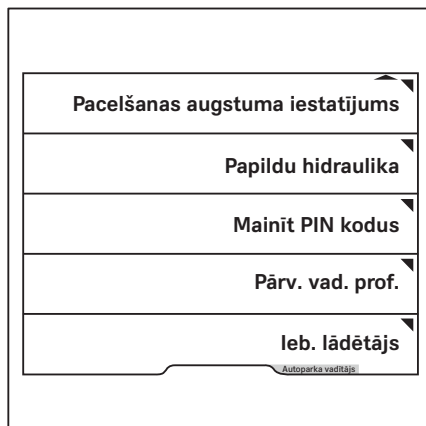 Pacelšanas augstuma iestatījums
Papildu hidraulika
Mainīt PIN kodus
Pārv. vad. prof.
Ieb. lādētājs
Autoparka vadītājs